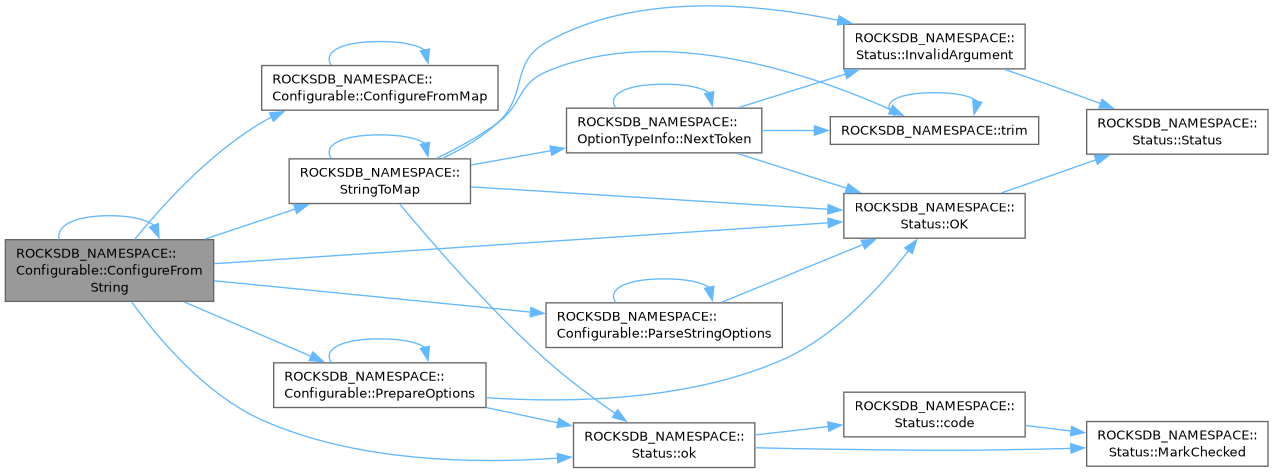 ROCKSDB_NAMESPACE::
Configurable::ConfigureFrom
String
ROCKSDB_NAMESPACE::
Configurable::ConfigureFromMap
ROCKSDB_NAMESPACE::
StringToMap
ROCKSDB_NAMESPACE::
Configurable::PrepareOptions
ROCKSDB_NAMESPACE::
OptionTypeInfo::NextToken
ROCKSDB_NAMESPACE::
Configurable::ParseStringOptions
ROCKSDB_NAMESPACE::
Status::ok
ROCKSDB_NAMESPACE::
Status::InvalidArgument
ROCKSDB_NAMESPACE::trim
ROCKSDB_NAMESPACE::
Status::OK
ROCKSDB_NAMESPACE::
Status::code
ROCKSDB_NAMESPACE::
Status::Status
ROCKSDB_NAMESPACE::
Status::MarkChecked